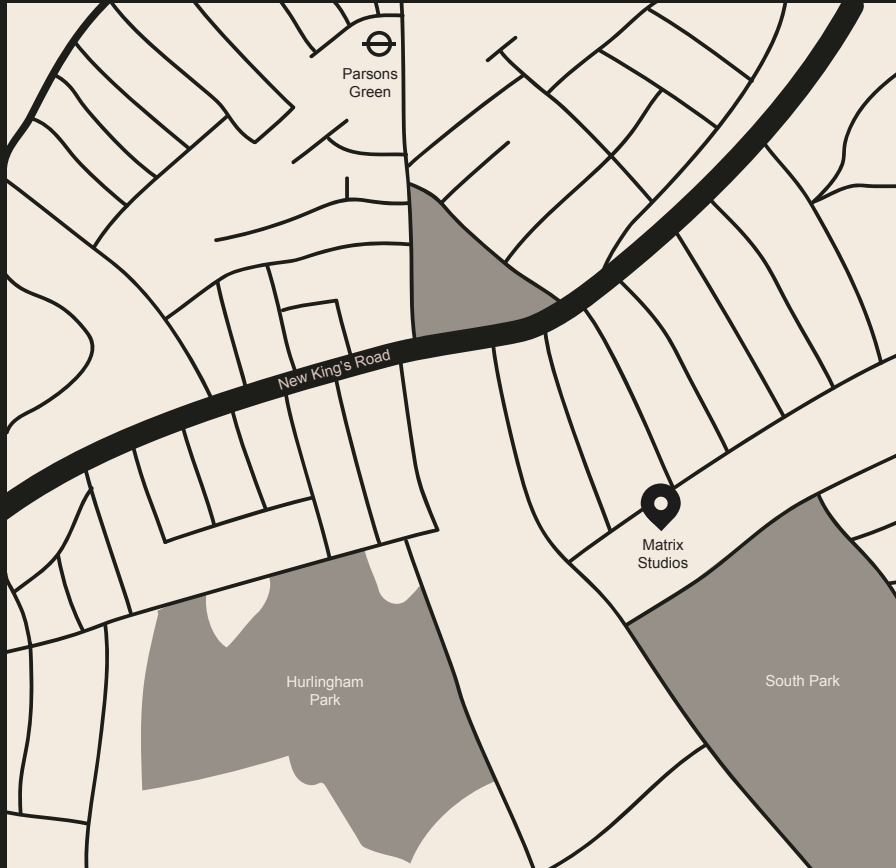 Parsons
Green
New King's Road
Matrix
Studios
Hurlingham
Park
South Park